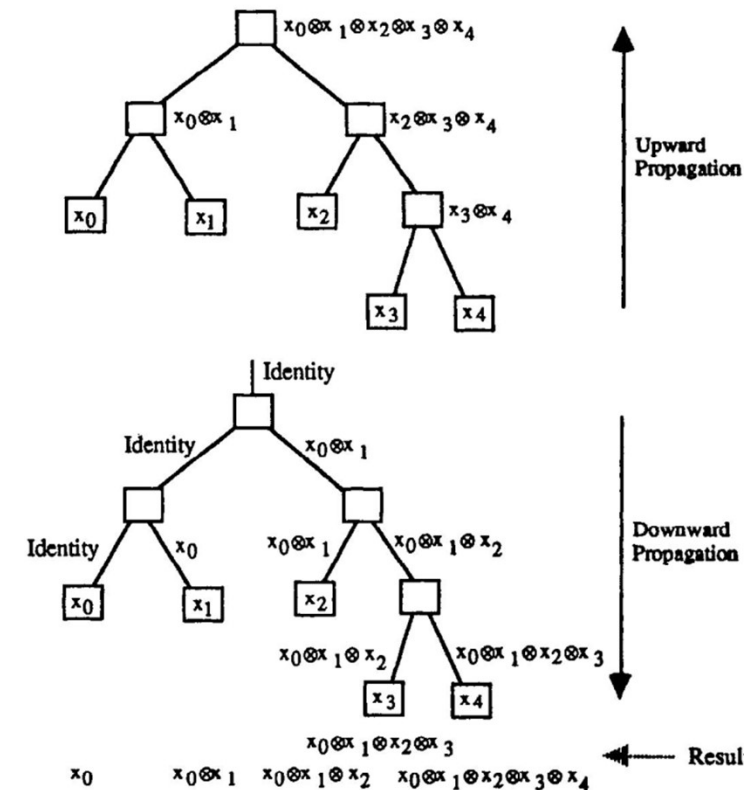 x0⊗x1⊗x2⊗x3⊗x4
x0⊗x1
x2⊗x3⊗x4
Upward
Propagation
x0
x1
x2
x3⊗x4
x3
x4
Identity
Identity
x0⊗x1
Identity
x0
x0⊗x1
x0⊗x1⊗x2
Downward
Propagation
x0
x1
x2
x0⊗x1⊗x2
x0⊗x1⊗x2⊗x3
x3
x4
x0⊗x1⊗x2⊗x3
Resul
x0
x0⊗x1
x0⊗x1⊗x2
x0⊗x1⊗x2⊗x3⊗x4